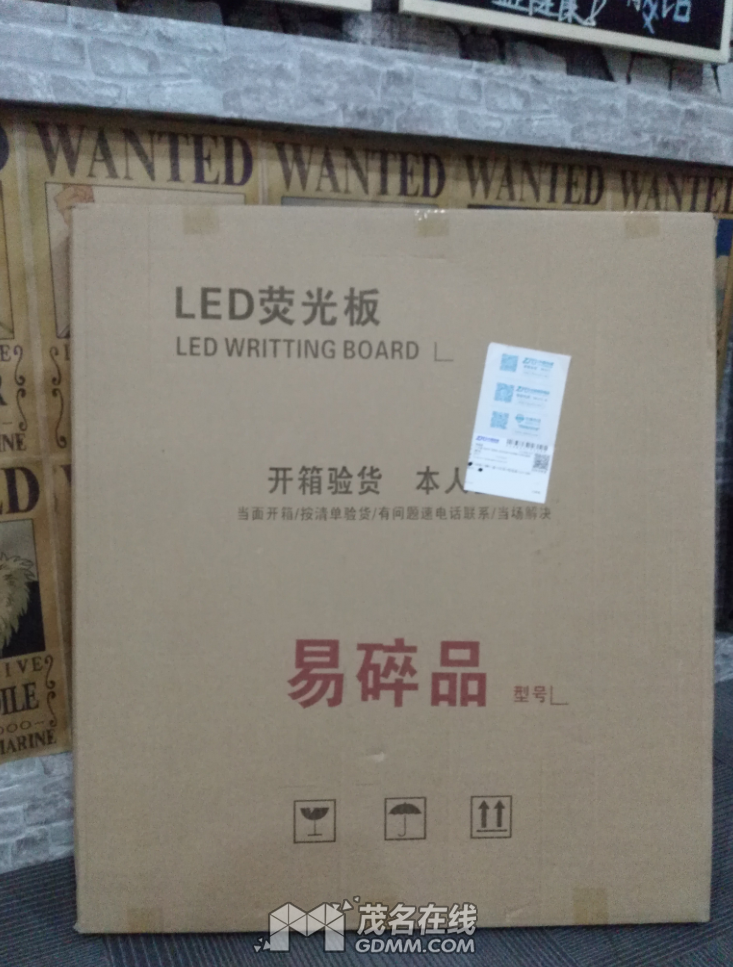 WANTED WANTED WANTED WANTED
LED荧光板
LED WRITTING BOARD
开箱验货 本人
当面开箱/按清单验货/有问题速电话联系/当场解决
易碎品 型号
MARINE
茂名在线
GDMM.COM